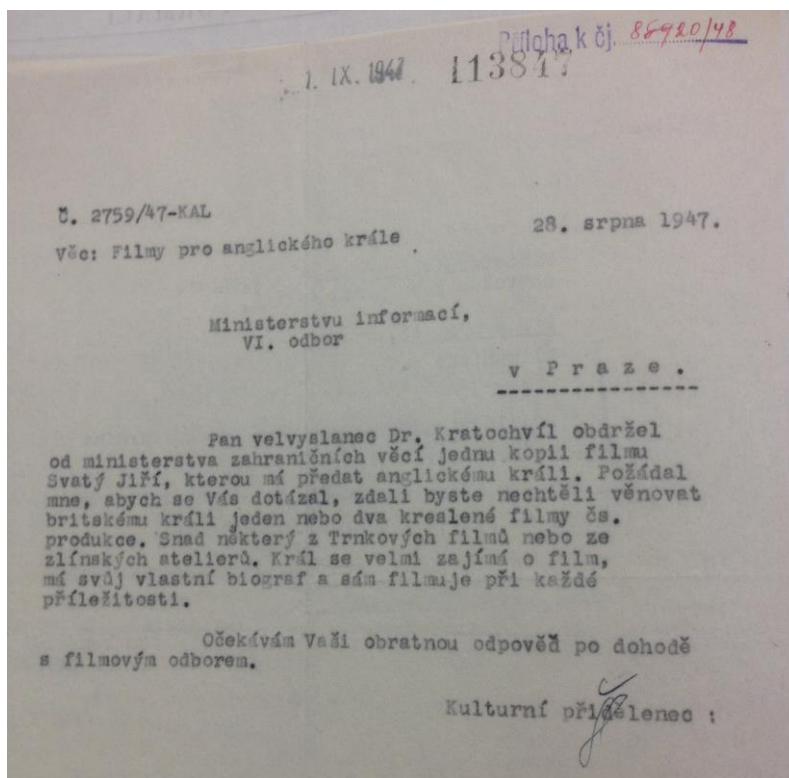 Příloha k čj. 88920/48
1. IX. 1947 113847
Č. 2759/47-KAL
28. srpna 1947.
Věc: Filmy pro anglického krále
Ministerstvu informací,
VI. odbor
v Praze.
Pan velvyslanec Dr. Kratochvíl obdržel
od ministerstva zahraničních věcí jednu kopii filmu
Svatý Jiří, kterou má předat anglickému králi. Požádal
mne, abych se Vás dotázal, zdali byste nechtěli věnovat
britskému králi jeden nebo dva kreslené filmy čs.
produkce. Snad některý z Trnkových filmů nebo ze
zlínských atelierů. Král se velmi zajímá o film,
má svůj vlastní biograf a sám filmuje při každé
příležitosti.
Očekávám Vaši obratnou odpověď po dohodě
s filmovým odborem.
Kulturní přidělenec :